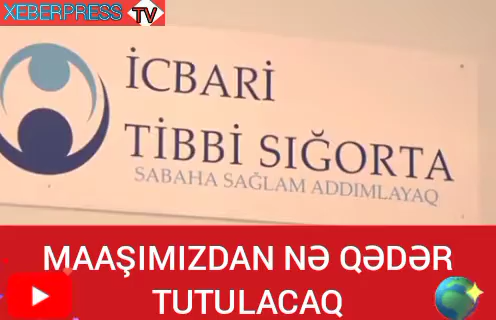 XEBERPRESS TV
İCBARİ
TİBBİ SIĞORTA
SABAHA SAĞLAM ADDIMLAYAQ
MAAŞIMIZDAN NƏ QƏDƏR
TUTULACAQ